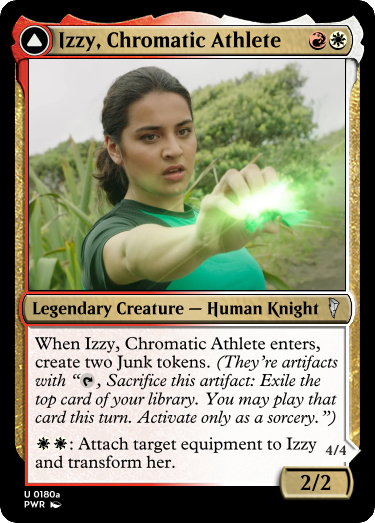 Izzy, Chromatic Athlete
Legendary Creature — Human Knight
When Izzy, Chromatic Athlete enters,
create two Junk tokens. (They're artifacts
with “, Sacrifice this artifact: Exile the
top card of your library. You may play that
card this turn. Activate only as a sorcery.”)
: Attach target equipment to Izzy
and transform her.
4/4
2/2
U 0180a
PWR